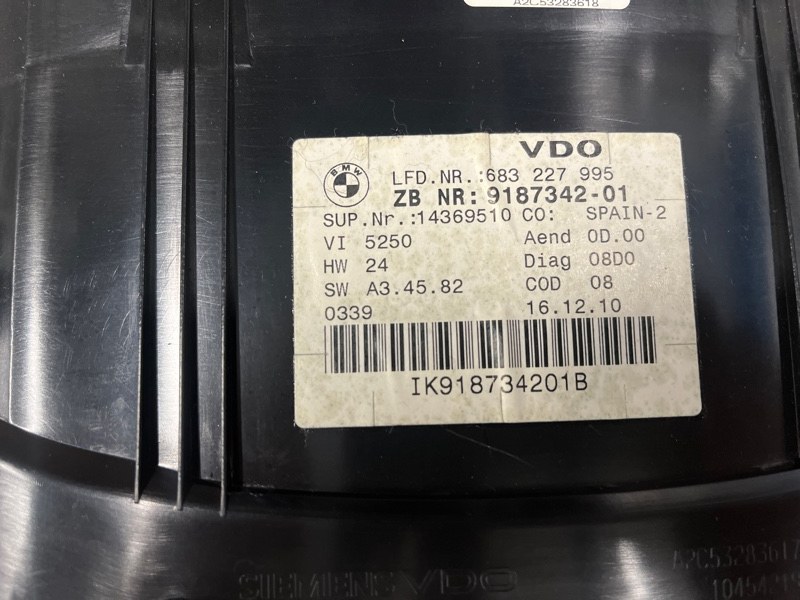 A2C53283618
VDO
BMW
LFD.NR.:683 227 995
ZB NR: 9187342-01
SUP.Nr.:14369510 CO: SPAIN-2
VI 5250 Aend 0D.00
HW 24 Diag 08D0
SW A3.45.82 COD 08
0339 16.12.10
IK918734201B
A2C53283617
SIEMENS VDO